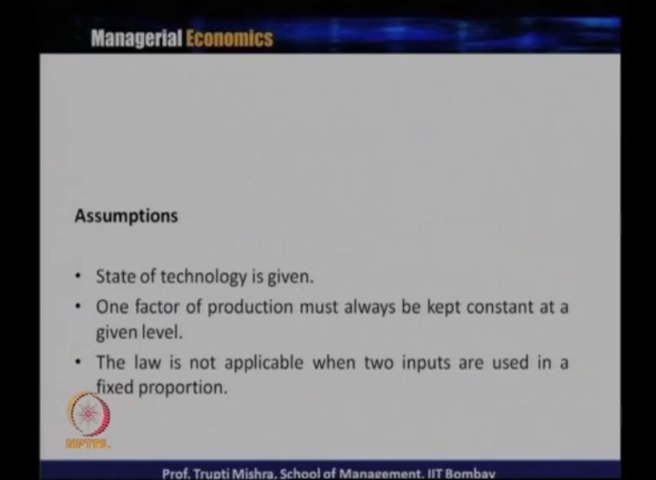 Managerial Economics
Assumptions
• State of technology is given.
• One factor of production must always be kept constant at a
given level.
• The law is not applicable when two inputs are used in a
fixed proportion.
NPTEL
Prof. Trupti Mishra, School of Management, IIT Bombay